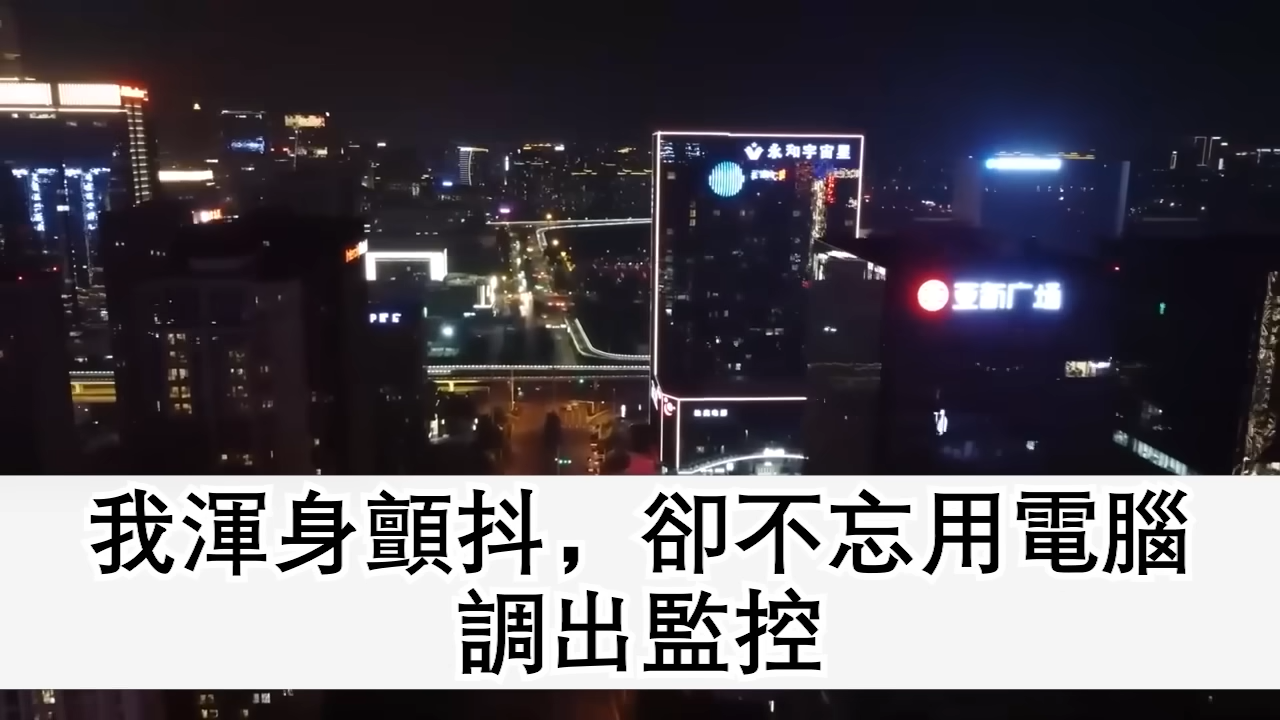 永和宇宙星
亚新广场
我渾身顫抖，卻不忘用電腦
調出監控